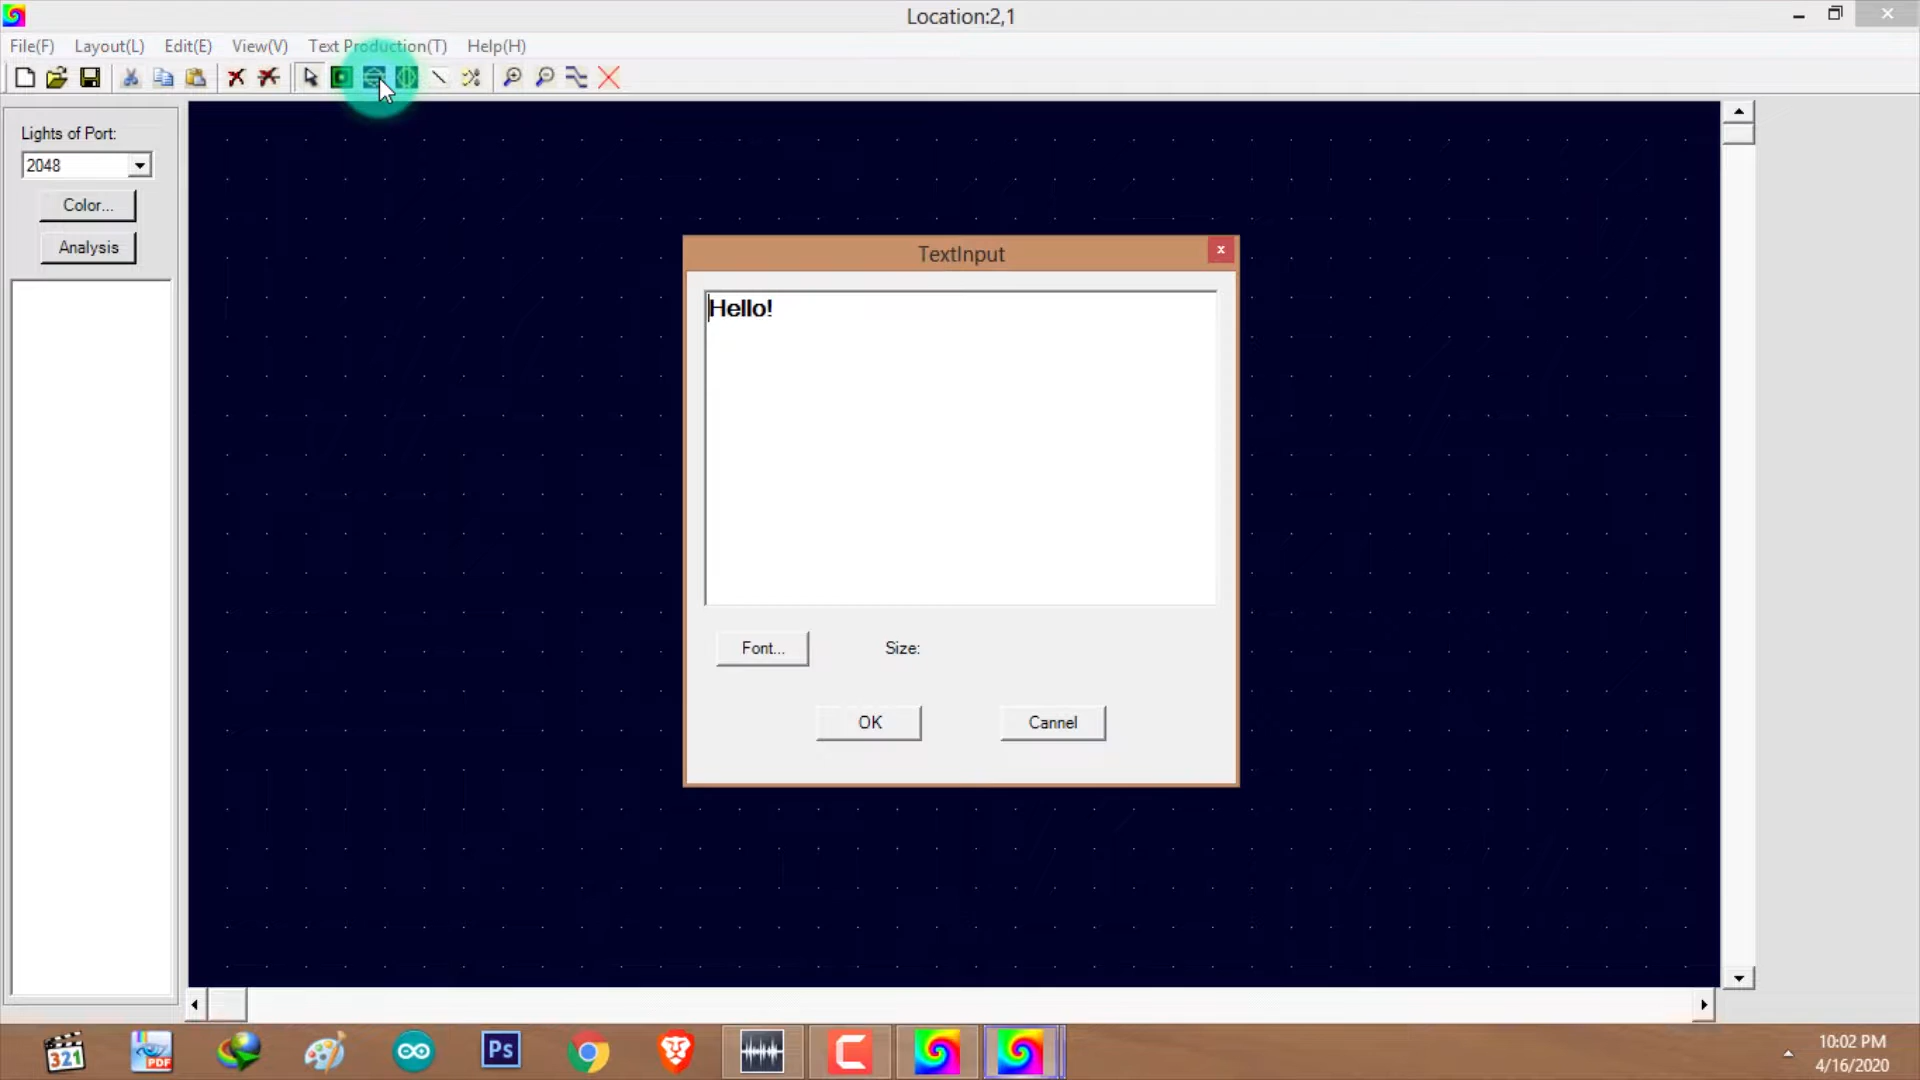 Location:2,1
File(F) Layout(L) Edit(E) View(V) Text Production(T) Help(H)
Lights of Port:
2048
Color...
Analysis
TextInput
Hello!
Font... Size:
OK Cannel
321
PDF
Ps
10:02 PM
4/16/2020